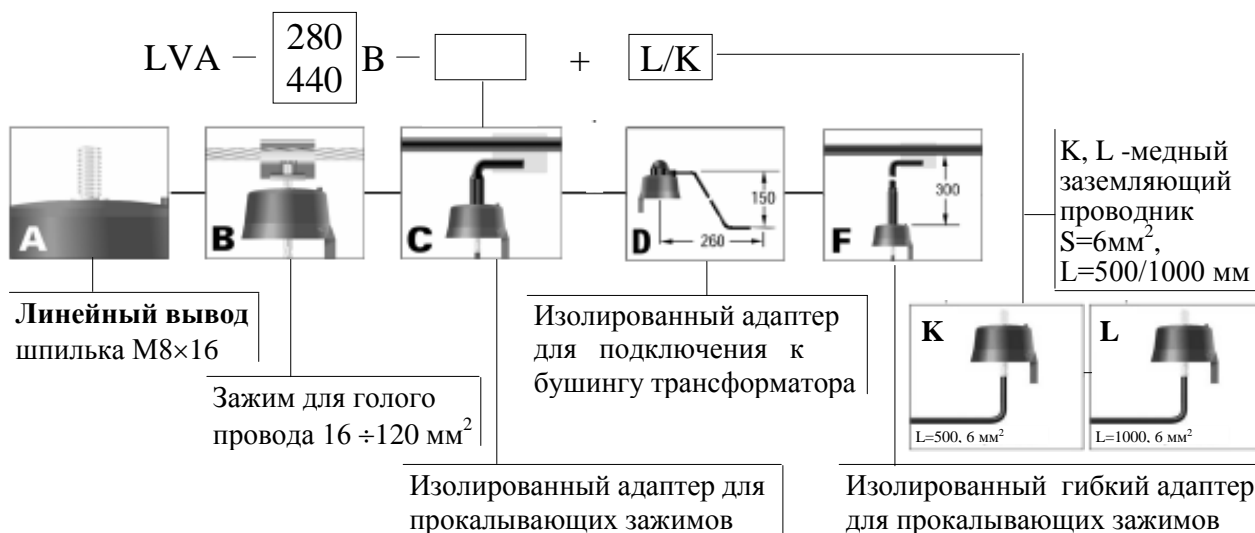 LVA – 280 B – + L/K
440
K, L -медный
заземляющий
проводник
S=6мм²,
L=500/1000 мм
A
B
C
D
150
260
F
300
Линейный вывод
шпилька М8×16
Зажим для голого
провода 16 ÷120 мм²
Изолированный адаптер для
прокалывающих зажимов
Изолированный адаптер
для подключения к
бушингу трансформатора
Изолированный гибкий адаптер
для прокалывающих зажимов
K
L=500, 6 мм²
L
L=1000, 6 мм²